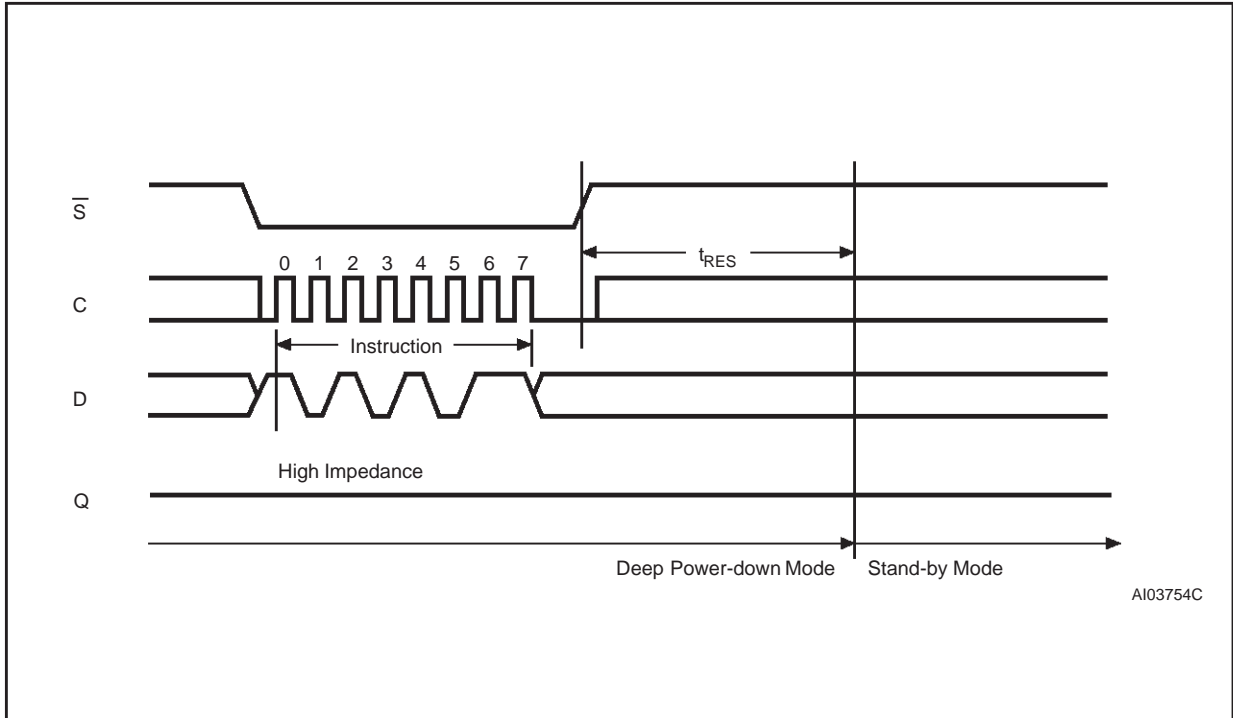 S̅
0 1 2 3 4 5 6 7
tRES
C
Instruction
D
High Impedance
Q
Deep Power-down Mode
Stand-by Mode
AI03754C